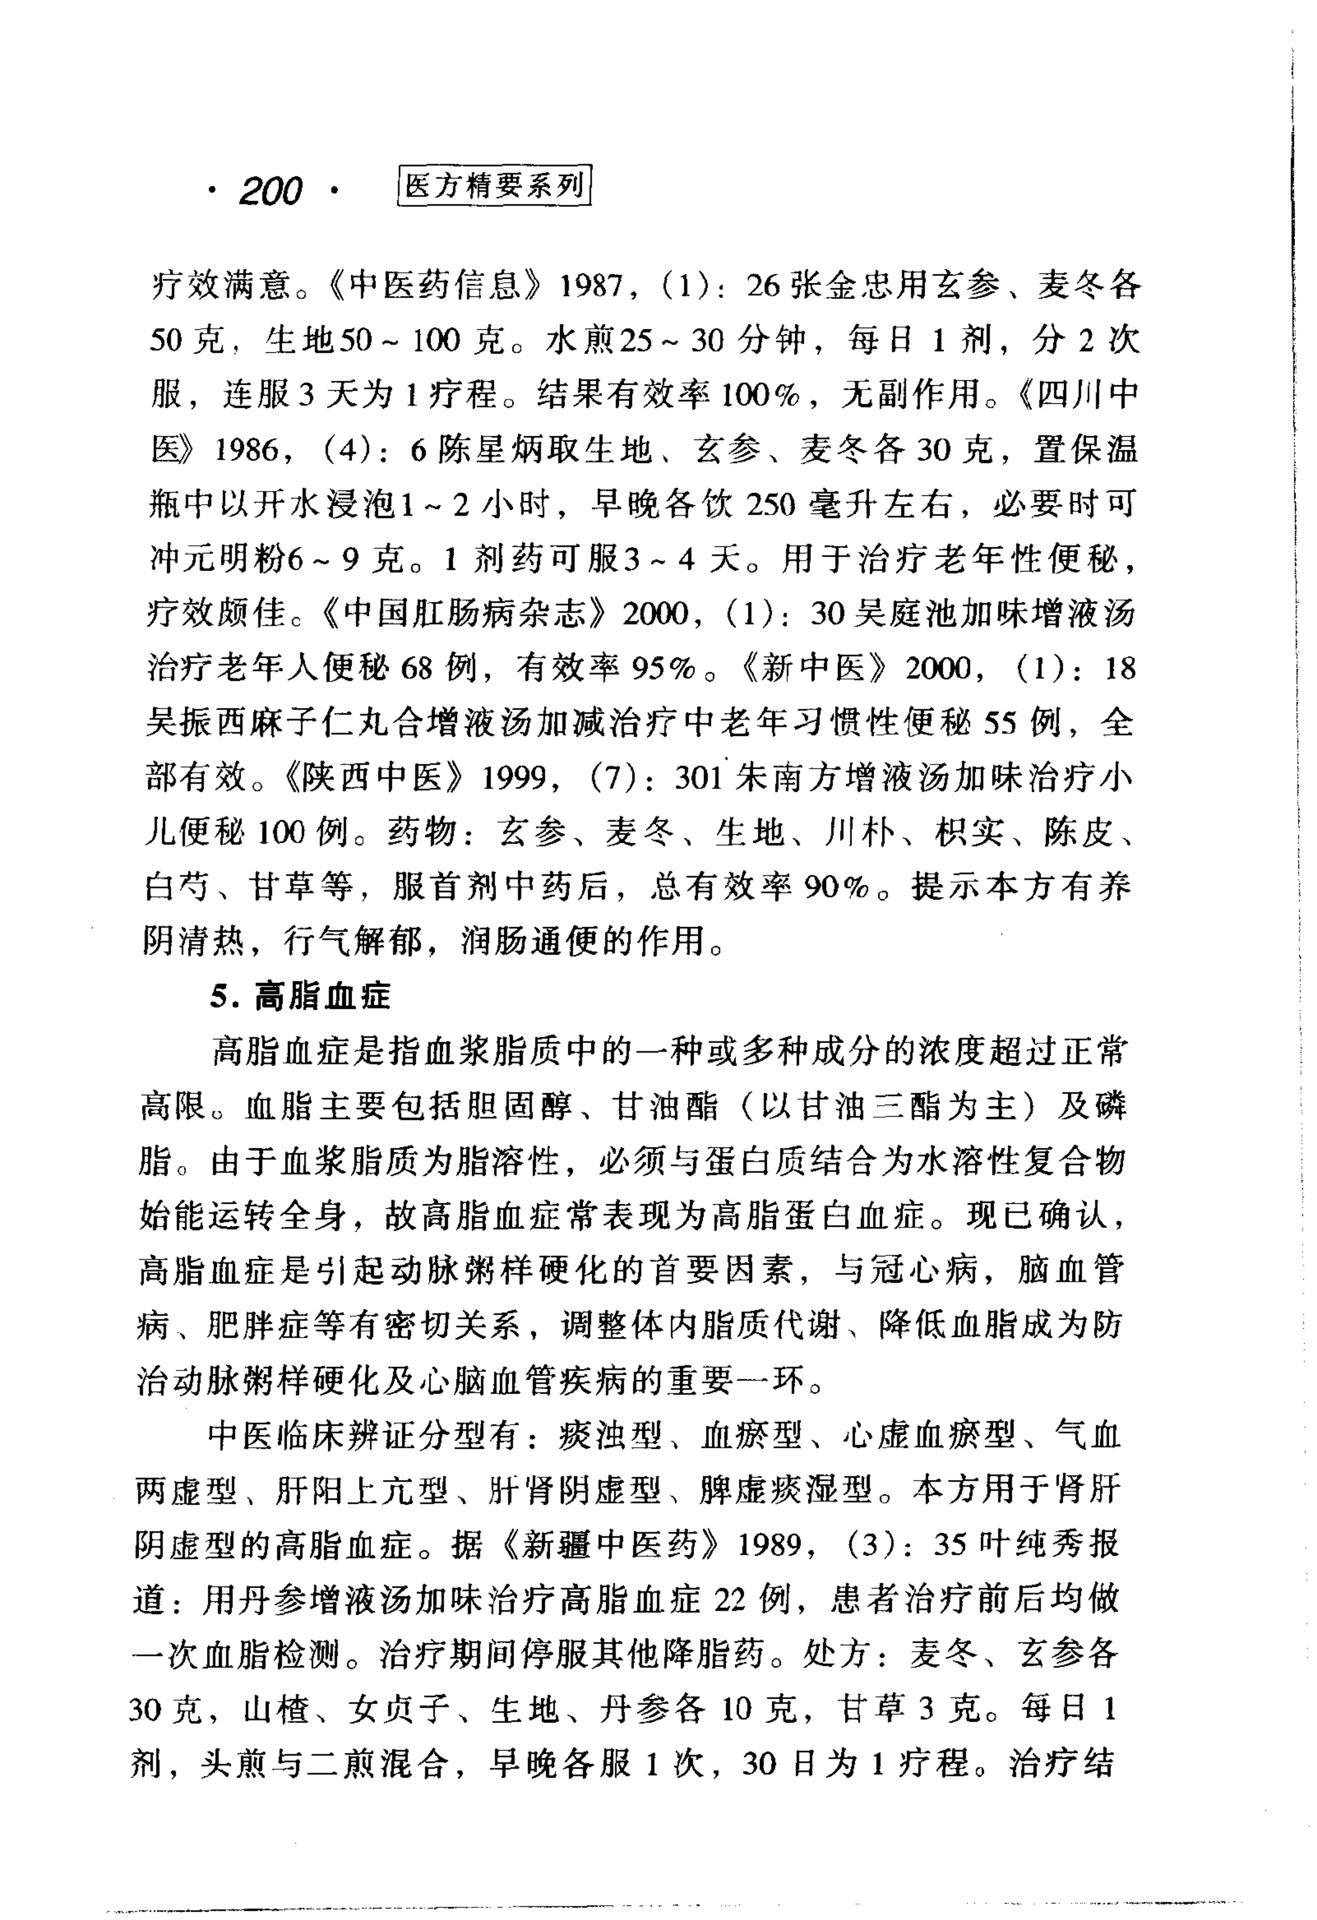 · 200 · 医方精要系列
疗效满意。《中医药信息》1987，（1）：26 张金忠用玄参、麦冬各
50 克，生地50～100 克。水煎25～30 分钟，每日 1 剂，分 2 次
服，连服 3 天为 1 疗程。结果有效率 100%，无副作用。《四川中
医》1986，（4）：6 陈星炳取生地、玄参、麦冬各 30 克，置保温
瓶中以开水浸泡1～2 小时，早晚各饮 250 毫升左右，必要时可
冲元明粉6～9 克。1 剂药可服3～4 天。用于治疗老年性便秘，
疗效颇佳。《中国肛肠病杂志》2000，（1）：30 吴庭池加味增液汤
治疗老年人便秘 68 例，有效率 95%。《新中医》2000，（1）：18
吴振西麻子仁丸合增液汤加减治疗中老年习惯性便秘 55 例，全
部有效。《陕西中医》1999，（7）：301 朱南方增液汤加味治疗小
儿便秘 100 例。药物：玄参、麦冬、生地、川朴、枳实、陈皮、
白芍、甘草等，服首剂中药后，总有效率 90%。提示本方有养
阴清热，行气解郁，润肠通便的作用。
5. 高脂血症
高脂血症是指血浆脂质中的一种或多种成分的浓度超过正常
高限。血脂主要包括胆固醇、甘油酯（以甘油三酯为主）及磷
脂。由于血浆脂质为脂溶性，必须与蛋白质结合为水溶性复合物
始能运转全身，故高脂血症常表现为高脂蛋白血症。现已确认，
高脂血症是引起动脉粥样硬化的首要因素，与冠心病，脑血管
病、肥胖症等有密切关系，调整体内脂质代谢、降低血脂成为防
治动脉粥样硬化及心脑血管疾病的重要一环。
中医临床辨证分型有：痰浊型、血瘀型、心虚血瘀型、气血
两虚型、肝阳上亢型、肝肾阴虚型、脾虚痰湿型。本方用于肾肝
阴虚型的高脂血症。据《新疆中医药》1989，（3）：35 叶纯秀报
道：用丹参增液汤加味治疗高脂血症 22 例，患者治疗前后均做
一次血脂检测。治疗期间停服其他降脂药。处方：麦冬、玄参各
30 克，山楂、女贞子、生地、丹参各 10 克，甘草 3 克。每日 1
剂，头煎与二煎混合，早晚各服 1 次，30 日为 1 疗程。治疗结